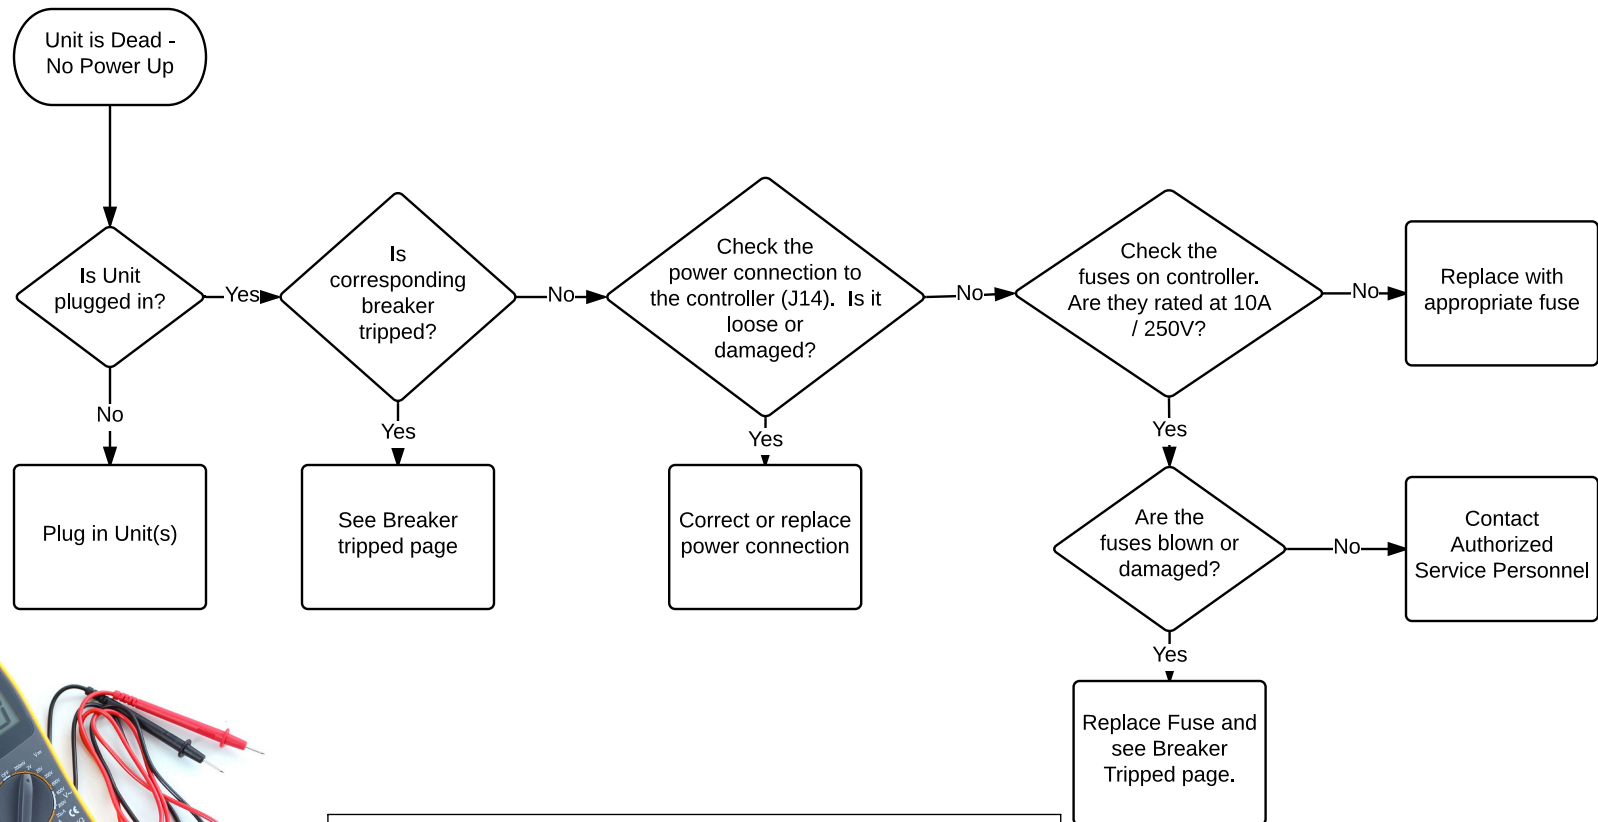 Unit is Dead -
No Power Up
Is Unit
plugged in?
Yes
Is
corresponding
breaker
tripped?
No
Check the
power connection to
the controller (J14).  Is it
loose or
damaged?
No
Check the
fuses on controller.
Are they rated at 10A
/ 250V?
No
Replace with
appropriate fuse
No
Yes
Yes
Yes
Plug in Unit(s)
See Breaker
tripped page
Correct or replace
power connection
Are the
fuses blown or
damaged?
No
Contact
Authorized
Service Personnel
Yes
Replace Fuse and
see Breaker
Tripped page.
OFF